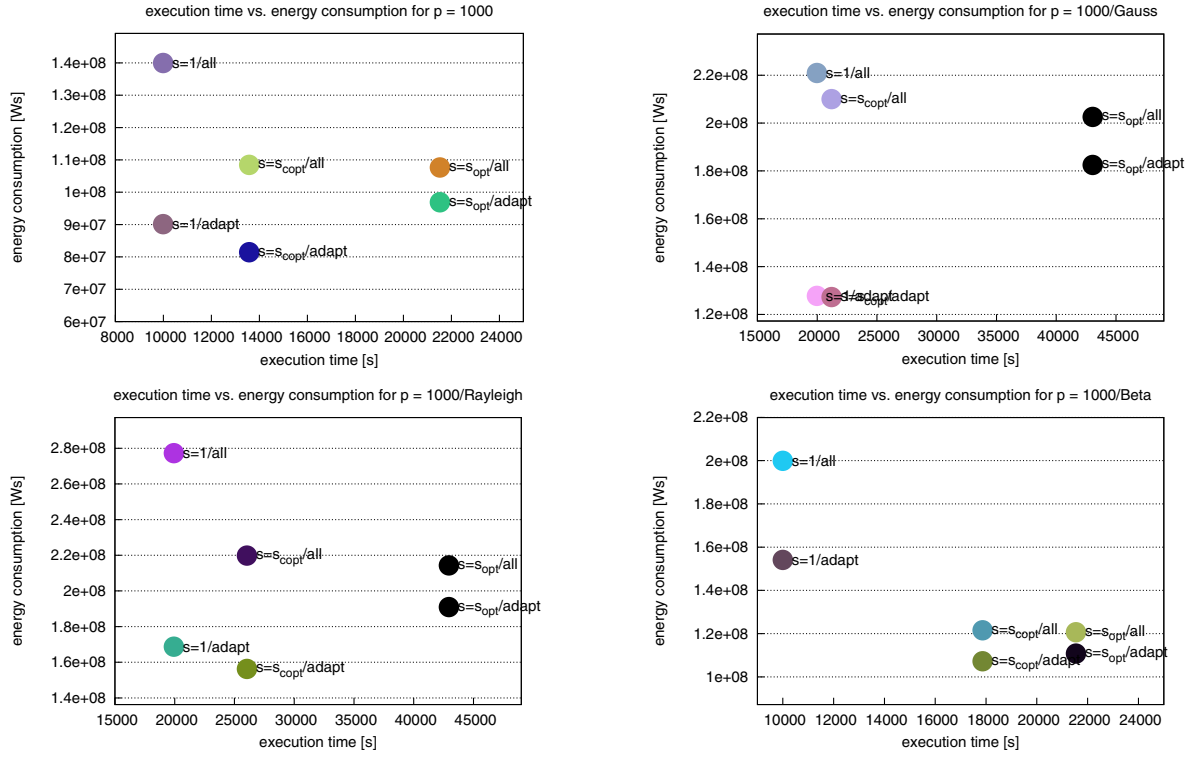 execution time vs. energy consumption for p = 1000
energy consumption [Ws]
1.4e+08
1.3e+08
1.2e+08
1.1e+08
1e+08
9e+07
8e+07
7e+07
6e+07
s=1/all
s=scopt/all
s=sopt/all
s=sopt/adapt
s=1/adapt
s=scopt/adapt
8000 10000 12000 14000 16000 18000 20000 22000 24000
execution time [s]
execution time vs. energy consumption for p = 1000/Gauss
energy consumption [Ws]
2.2e+08
2e+08
1.8e+08
1.6e+08
1.4e+08
1.2e+08
s=1/all
s=scopt/all
s=sopt/all
s=sopt/adapt
s=1/adapt
s=scopt/adapt
15000 20000 25000 30000 35000 40000 45000
execution time [s]
execution time vs. energy consumption for p = 1000/Rayleigh
energy consumption [Ws]
2.8e+08
2.6e+08
2.4e+08
2.2e+08
2e+08
1.8e+08
1.6e+08
1.4e+08
s=1/all
s=scopt/all
s=sopt/all
s=sopt/adapt
s=1/adapt
s=scopt/adapt
15000 20000 25000 30000 35000 40000 45000
execution time [s]
execution time vs. energy consumption for p = 1000/Beta
energy consumption [Ws]
2.2e+08
2e+08
1.8e+08
1.6e+08
1.4e+08
1.2e+08
1e+08
s=1/all
s=1/adapt
s=scopt/all
s=sopt/all
s=scopt/adapt
s=sopt/adapt
10000 12000 14000 16000 18000 20000 22000 24000
execution time [s]